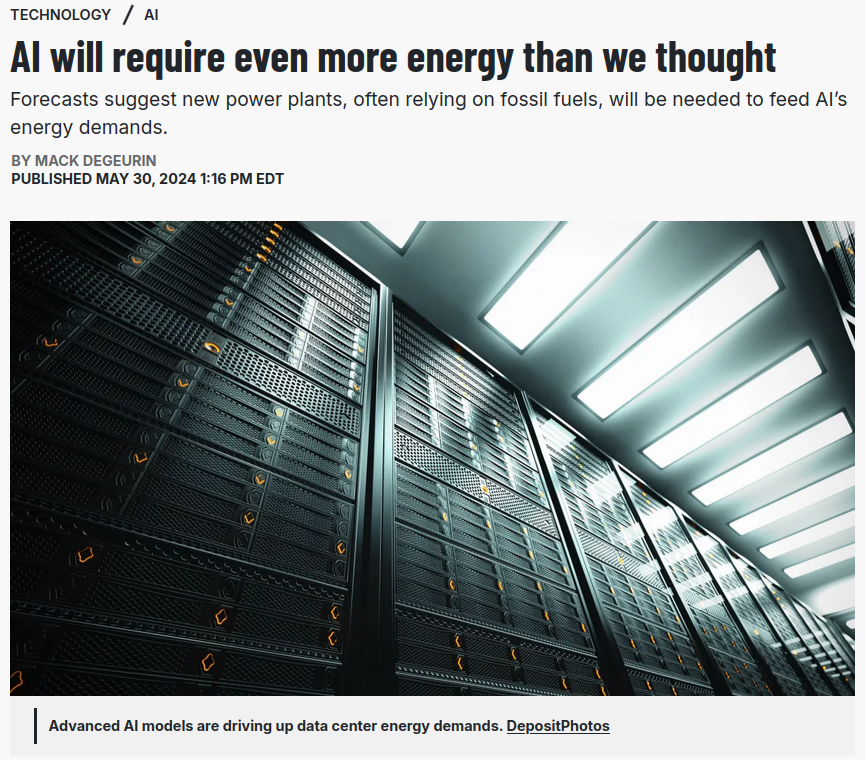 TECHNOLOGY / AI
AI will require even more energy than we thought
Forecasts suggest new power plants, often relying on fossil fuels, will be needed to feed AI’s
energy demands.
BY MACK DEGEURIN
PUBLISHED MAY 30, 2024 1:16 PM EDT
Advanced AI models are driving up data center energy demands. DepositPhotos